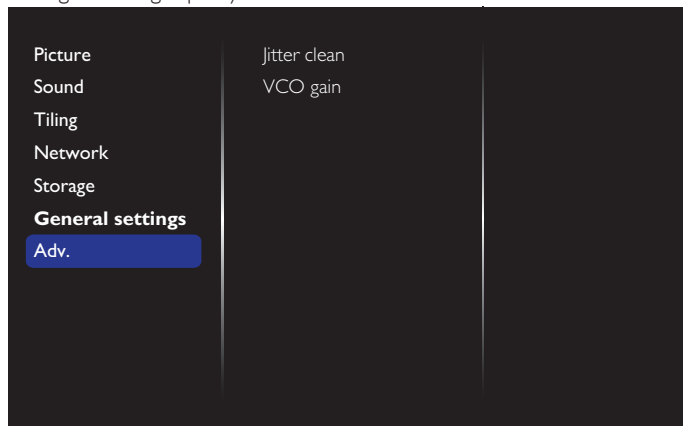 Picture
Sound
Tiling
Network
Storage
General settings
Adv.
Jitter clean
VCO gain